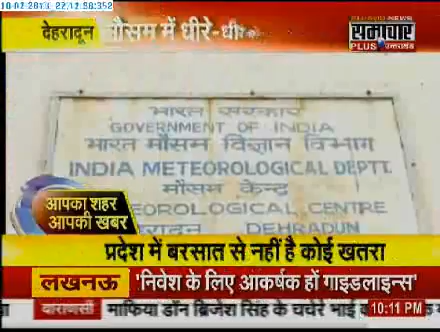 10-02-2013, 22:12:50:352
देहरादून मौसम में धीरे-धीरे
समाचार
PLUS उत्तराखंड
भारत सरकार
GOVERNMENT OF INDIA
भारत मौसम विज्ञान विभाग
INDIA METEOROLOGICAL DEPTT.
मौसम केन्द्र
EOROLOGICAL CENTRE
DEHRADUN
आपका शहर
आपकी खबर
प्रदेश में बरसात से नहीं है कोई खतरा
लखनऊ 'निवेश के लिए आकर्षक हों गाइडलाइन्स'
वाराणसी माफिया डॉन ब्रिजेश सिंह के चचेरे भाई 10:11 PM